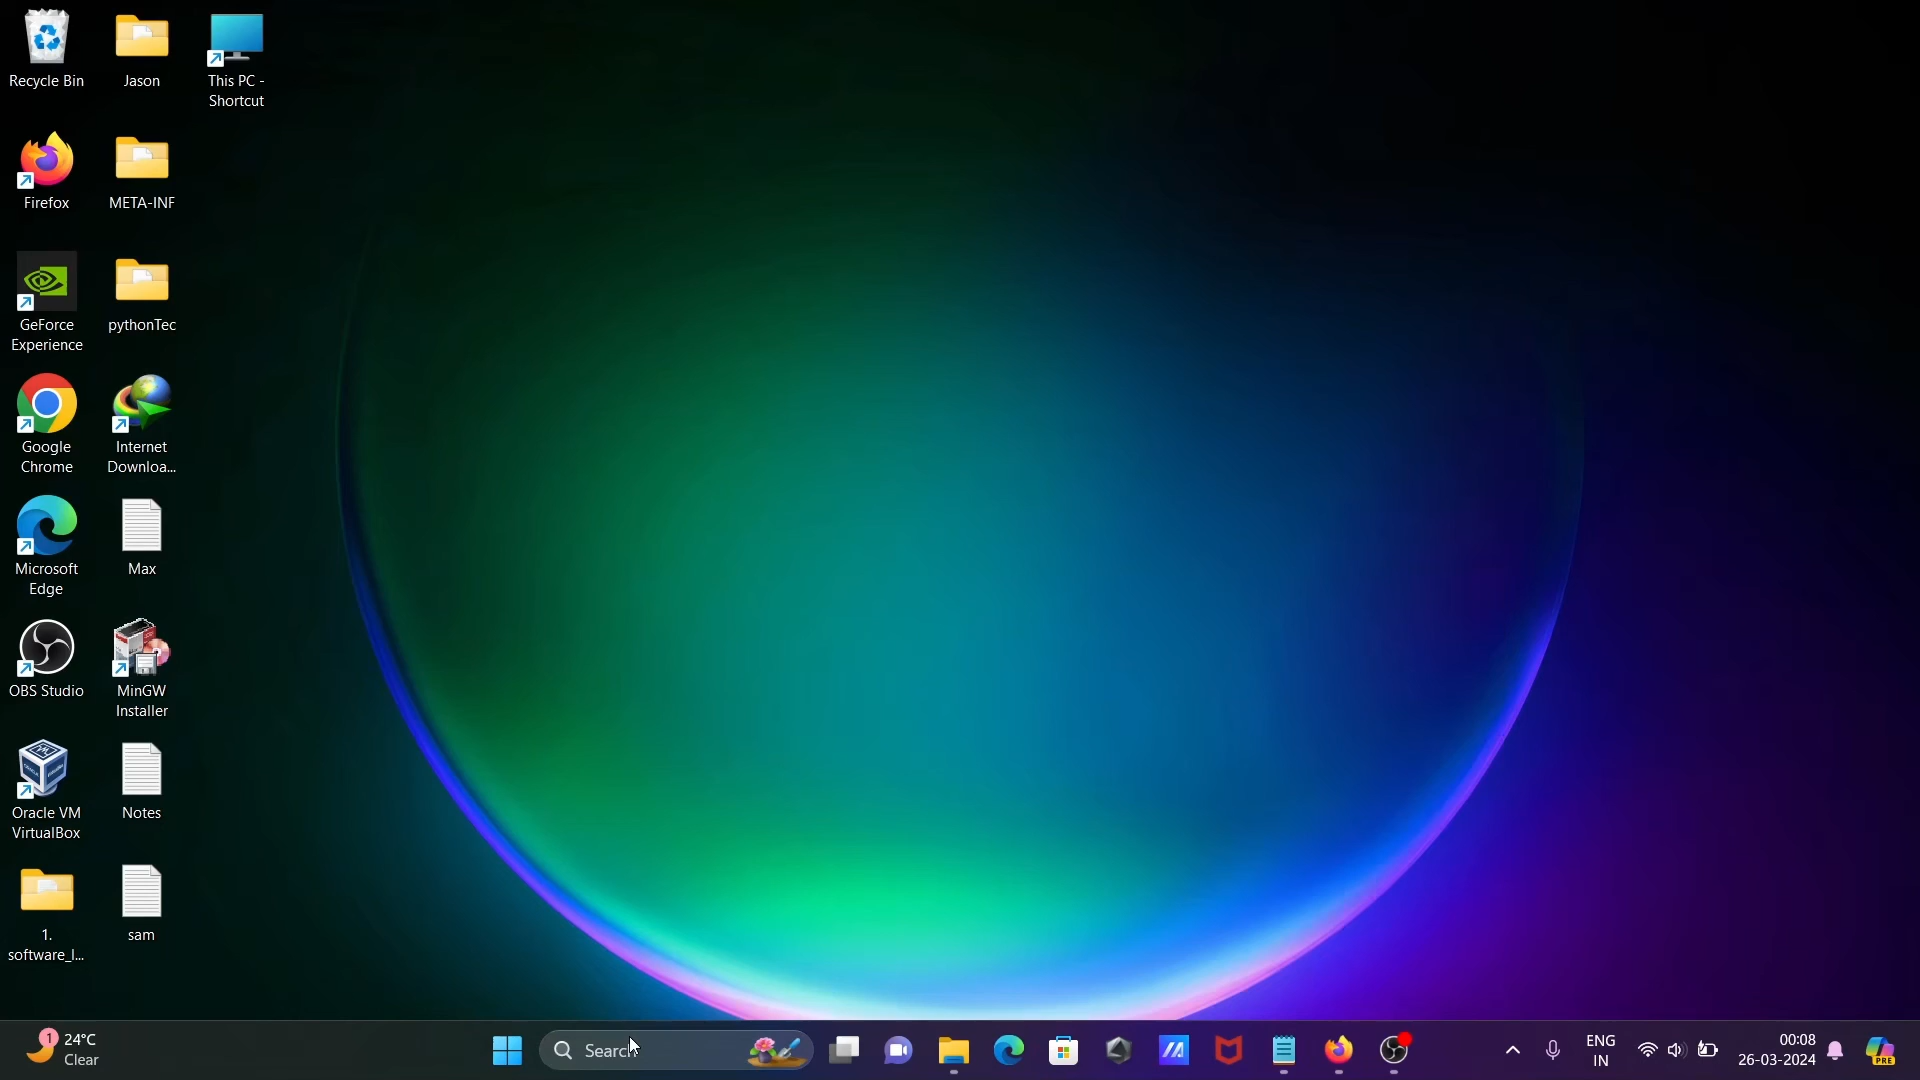 Recycle Bin
Jason
This PC -
Shortcut
Firefox
META-INF
GeForce
Experience
pythonTec
Google
Chrome
Internet
Downloa...
Microsoft
Edge
Max
OBS Studio
MinGW
Installer
Oracle VM
VirtualBox
Notes
1.
software_l...
sam
1
24°C
Clear
Search
ENG
IN
00:08
26-03-2024
PRE